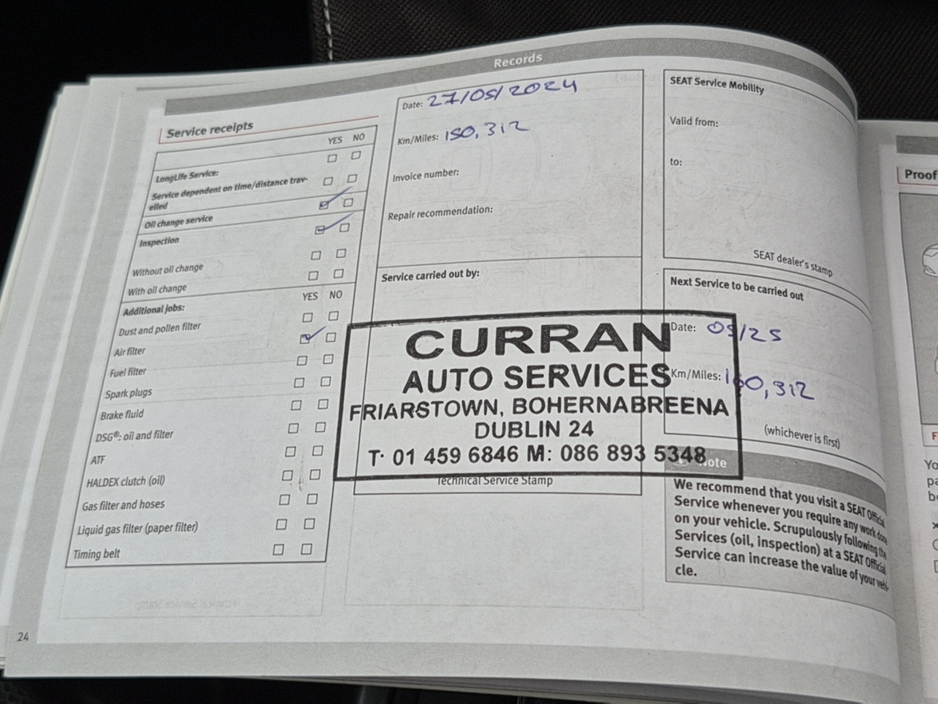 Records
Service receipts
YES NO
LongLife Service:
Service dependent on time/distance trav-
elled
Oil change service
Inspection
Without oil change
With oil change
Additional jobs:
YES NO
Dust and pollen filter
Air filter
Fuel filter
Spark plugs
Brake fluid
DSG®: oil and filter
ATF
HALDEX clutch (oil)
Gas filter and hoses
Liquid gas filter (paper filter)
Timing belt
Date: 27/05/2024
Km/Miles: 150,312
Invoice number:
Repair recommendation:
Service carried out by:
CURRAN
AUTO SERVICES
FRIARSTOWN, BOHERNABREENA
DUBLIN 24
T: 01 459 6846 M: 086 893 5348
Technical Service Stamp
SEAT Service Mobility
Valid from:
to:
SEAT dealer's stamp
Next Service to be carried out
Date: 05/25
Km/Miles: 160,312
(whichever is first)
Note
We recommend that you visit a SEAT Official
Service whenever you require any work done
on your vehicle. Scrupulously following the
Services (oil, inspection) at a SEAT Official
Service can increase the value of your vehi-
cle.
24
Proof